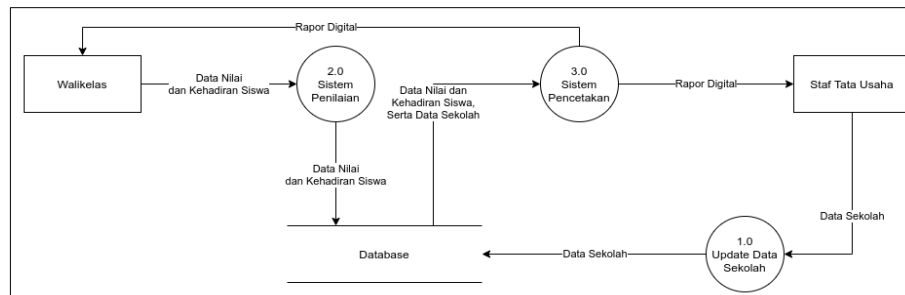 Rapor Digital
Walikelas
Data Nilai
dan Kehadiran Siswa
2.0
Sistem
Penilaian
Data Nilai dan
Kehadiran Siswa,
Serta Data Sekolah
3.0
Sistem
Pencetakan
Rapor Digital
Staf Tata Usaha
Data Nilai
dan Kehadiran Siswa
Data Sekolah
Database
Data Sekolah
1.0
Update Data
Sekolah